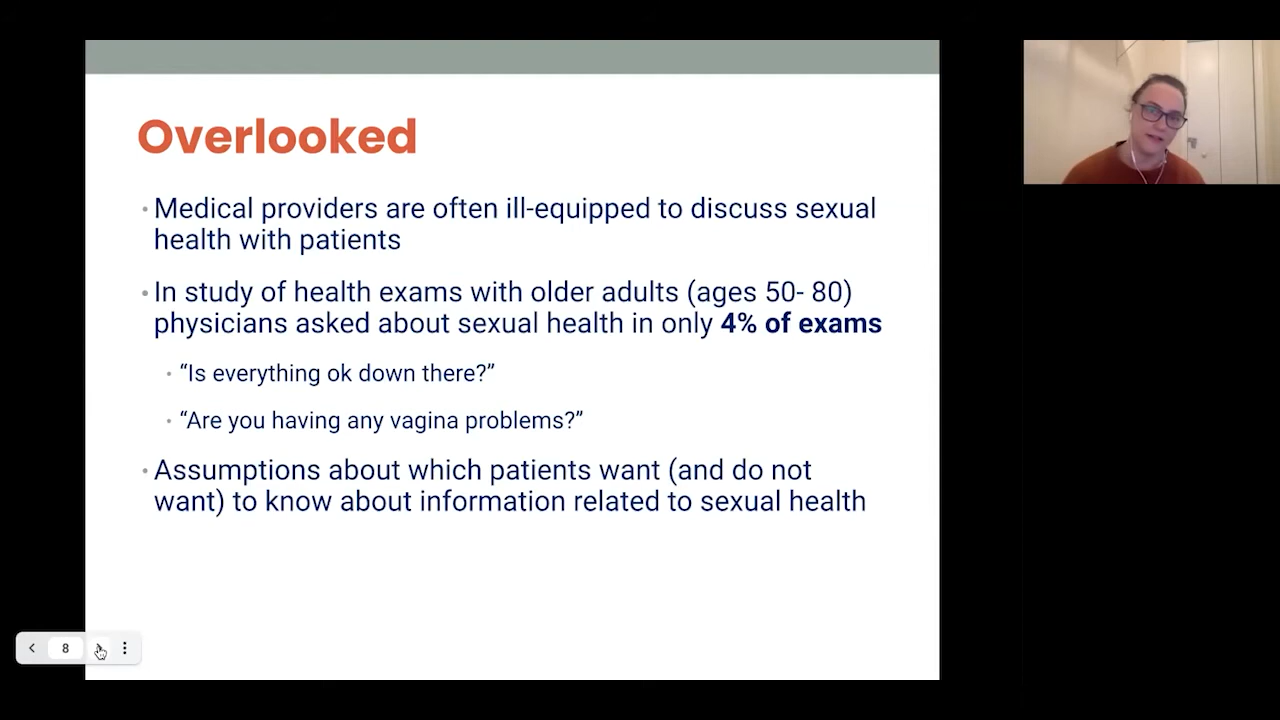 Overlooked
Medical providers are often ill-equipped to discuss sexual
health with patients
In study of health exams with older adults (ages 50- 80)
physicians asked about sexual health in only 4% of exams
“Is everything ok down there?”
“Are you having any vagina problems?”
Assumptions about which patients want (and do not
want) to know about information related to sexual health
8